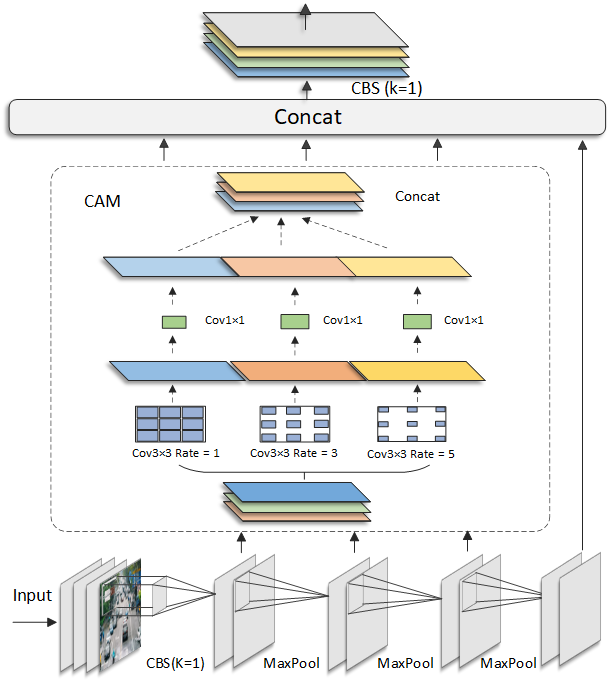 CBS (k=1)
Concat
CAM
Concat
Cov1×1 Cov1×1 Cov1×1
Cov3×3 Rate = 1 Cov3×3 Rate = 3 Cov3×3 Rate = 5
Input
CBS(K=1) MaxPool MaxPool MaxPool